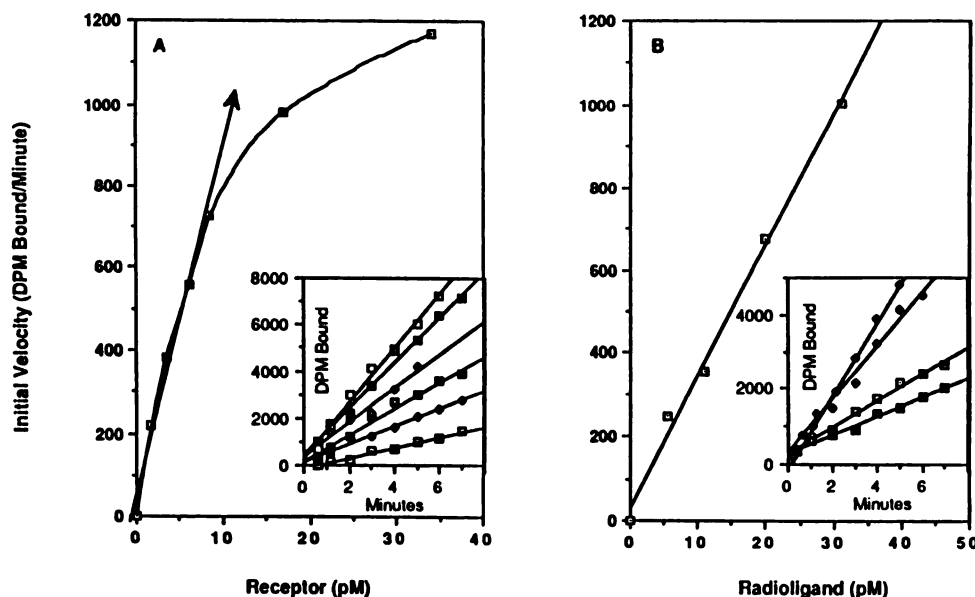 A
B
Initial Velocity (DPM Bound/Minute)
1200
1000
800
600
400
200
0
0 10 20 30 40
Receptor (pM)
8000
6000
4000
2000
0
DPM Bound
0 2 4 6
Minutes
1200
1000
800
600
400
200
0
0 10 20 30 40 50
Radioligand (pM)
4000
2000
0
DPM Bound
0 2 4 6
Minutes